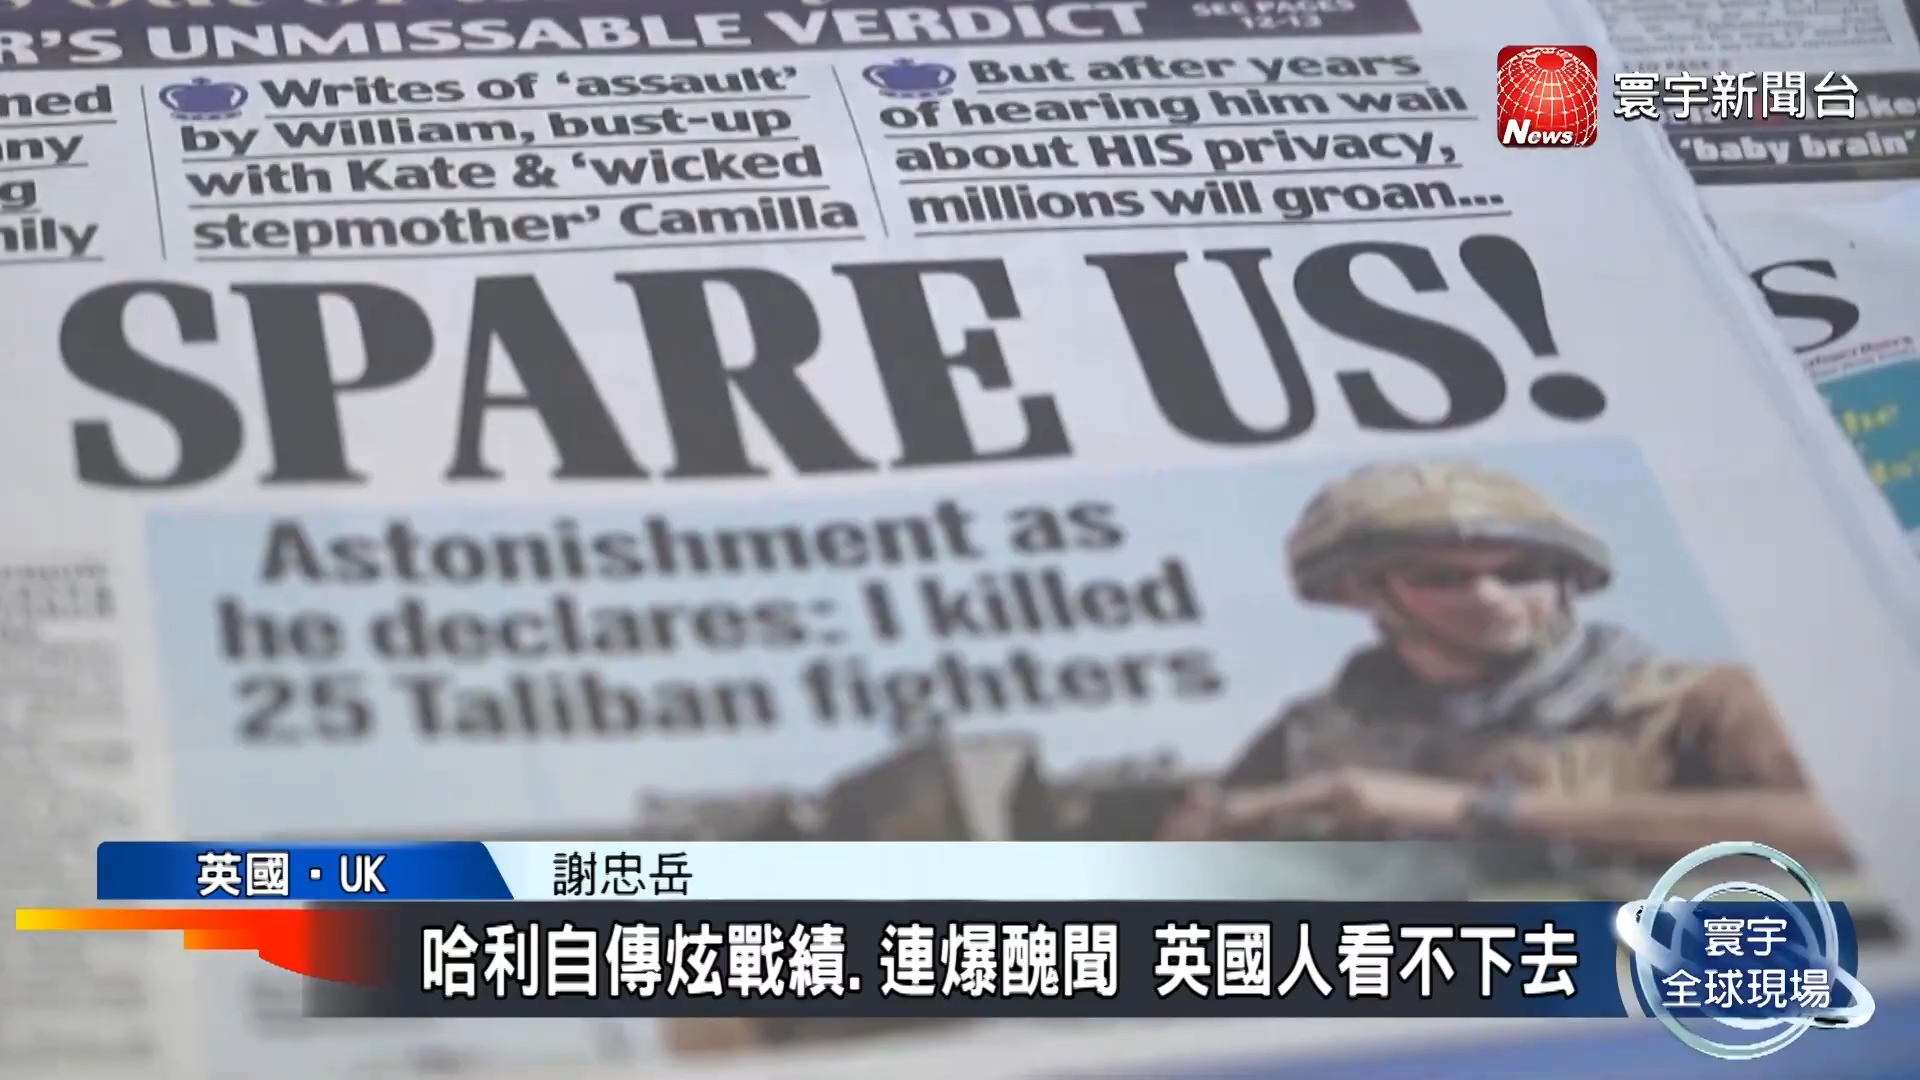 R'S UNMISSABLE VERDICT
SEE PAGES
12-13
ned
ny
g
ily
Writes of ‘assault’
by William, bust-up
with Kate & ‘wicked
stepmother’ Camilla
But after years
of hearing him wail
about HIS privacy,
millions will groan...
News
寰宇新聞台
‘baby brain’
SPARE US!
S
Astonishment as
he declares: I killed
25 Taliban fighters
英國・UK
謝忠岳
哈利自傳炫戰績.連爆醜聞 英國人看不下去
寰宇
全球現場